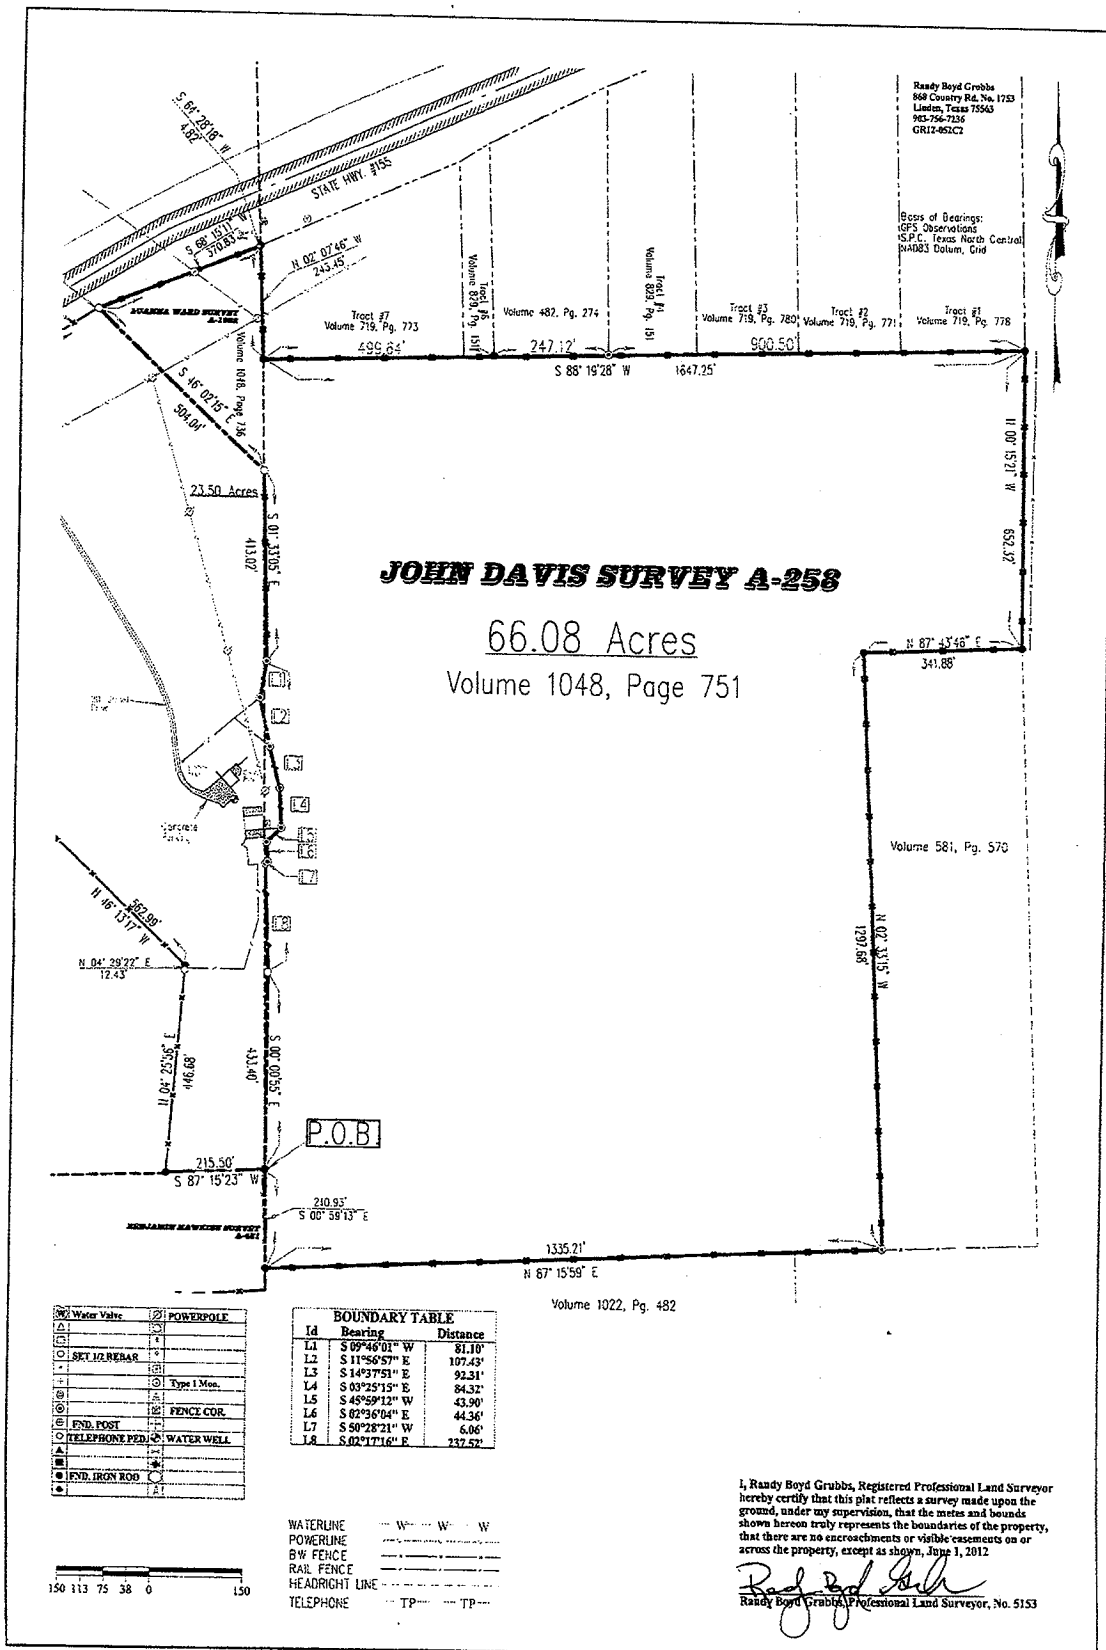 Randy Boyd Grubbs
868 Country Rd. No. 1753
Linden, Texas 75563
903-756-7236
GR12-052C2
S 64° 28'18" W
4.82'
STATE HWY. #155
S 68° 15'11" W
370.83'
N 02° 07'46" W
243.45'
Basis of Bearings:
GPS Observations
S.P.C. Texas North Central
NAD83 Datum, Grid
LUANNA WARD SURVEY
Volume 1048, Page 736
Tract #7
Volume 719, Pg. 773
Tract #6
Volume 829, Pg. 151
Volume 482, Pg. 274
Tract #4
Volume 829, Pg. 151
Tract #3
Volume 719, Pg. 780
Tract #2
Volume 719, Pg. 771
Tract #1
Volume 719, Pg. 778
499.64'
247.12'
900.50'
S 88° 19'28" W
1647.25'
S 46° 02'15" E
504.04'
N 00° 15'21" W
652.32'
23.50 Acres
S 01° 33'05" E
413.02'
JOHN DAVIS SURVEY A-258
66.08 Acres
Volume 1048, Page 751
N 87° 43'46" E
341.88'
L1
L2
L3
L4
L5
L6
L7
L8
Concrete
Volume 581, Pg. 570
562.99'
N 46° 13'17" W
N 04° 29'22" E
12.43'
N 02° 33'15" W
1297.68'
N 04° 25'56" E
446.68'
S 00° 00'55" E
433.40'
P.O.B.
215.50'
S 87° 15'23" W
210.93'
S 00° 59'13" E
BENJAMIN HAWKINS SURVEY
1335.21'
N 87° 15'59" E
Volume 1022, Pg. 482
Water Valve
POWERPOLE
SET 1/2 REBAR
Type 1 Mon.
FENCE COR.
FND. POST
TELEPHONE PED.
WATER WELL
FND. IRON ROD
BOUNDARY TABLE
Id Bearing Distance
L1 S 09°46'01" W 81.10'
L2 S 11°56'57" E 107.43'
L3 S 14°37'51" E 92.31'
L4 S 03°25'15" E 84.32'
L5 S 45°59'12" W 43.90'
L6 S 02°36'04" E 44.36'
L7 S 50°28'21" W 6.06'
L8 S 02°17'16" E 237.52'
WATERLINE W W W
POWERLINE
BW FENCE
RAIL FENCE
HEADRIGHT LINE
TELEPHONE TP TP
150 113 75 38 0 150
I, Randy Boyd Grubbs, Registered Professional Land Surveyor
hereby certify that this plat reflects a survey made upon the
ground, under my supervision, that the metes and bounds
shown hereon truly represents the boundaries of the property,
that there are no encroachments or visible easements on or
across the property, except as shown, June 1, 2012
Randy Boyd Grubbs, Professional Land Surveyor, No. 5153